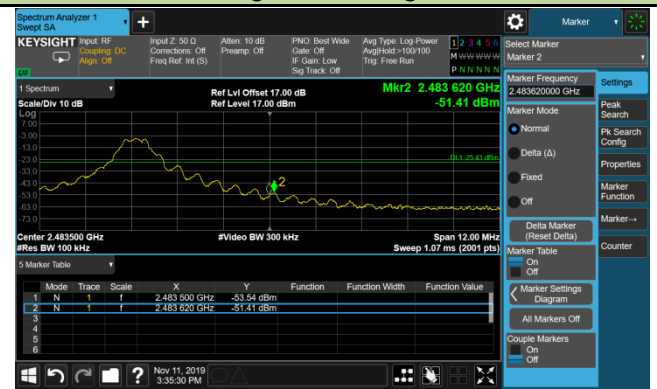 Spectrum Analyzer 1
Swept SA
Marker
KEYSIGHT
Input: RF
Coupling: DC
Align: Off
Input Z: 50 Ω
Corrections: Off
Freq Ref: Int (S)
Atten: 10 dB
Preamp: Off
PNO: Best Wide
Gate: Off
IF Gain: Low
Sig Track: Off
Avg Type: Log-Power
Avg|Hold:>100/100
Trig: Free Run
1 2 3 4 5 6
M W W W W W
P N N N N N
Select Marker
Marker 2
Marker Frequency
2.483620000 GHz
Settings
1 Spectrum
Scale/Div 10 dB
Ref Lvl Offset 17.00 dB
Ref Level 17.00 dBm
Mkr2 2.483 620 GHz
-51.41 dBm
Log
7.00
-3.00
-13.0
-23.0
-33.0
-43.0
-53.0
-63.0
-73.0
DL1 -25.43 dBm
2
Center 2.483500 GHz
#Res BW 100 kHz
#Video BW 300 kHz
Span 12.00 MHz
Sweep 1.07 ms (2001 pts)
Marker Mode
Normal
Delta (Δ)
Fixed
Off
Delta Marker
(Reset Delta)
Marker Table
On
Off
Marker Settings
Diagram
All Markers Off
Couple Markers
On
Off
Peak
Search
Pk Search
Config
Properties
Marker
Function
Marker→
Counter
5 Marker Table
Mode Trace Scale X Y Function Function Width Function Value
1 N 1 f 2.483 500 GHz -53.54 dBm
2 N 1 f 2.483 620 GHz -51.41 dBm
3
4
5
6
?
Nov 11, 2019
3:35:30 PM